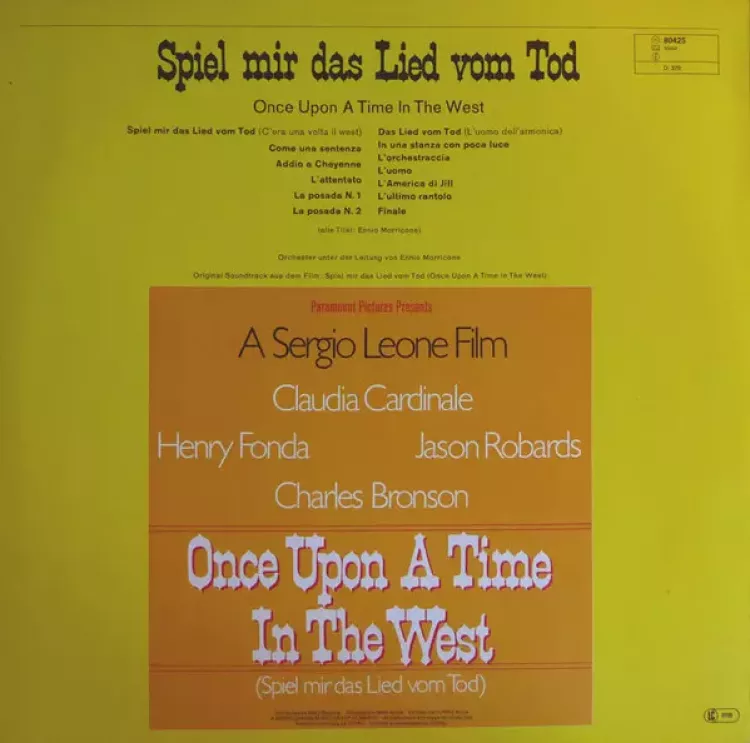 Spiel mir das Lied vom Tod
80425
Once Upon A Time In The West
Spiel mir das Lied vom Tod (C'era una volta il west)
Come una sentenza
Addio a Cheyenne
L'attentato
La posada N. 1
La posada N. 2
Das Lied vom Tod (L'uomo dell'armonica)
In una stanza con poca luce
L'orchestraccia
L'uomo
L'America di Jill
L'ultimo rantolo
Finale
(alle Titel: Ennio Morricone)
Orchester unter der Leitung von Ennio Morricone
Original Soundtrack aus dem Film: Spiel mir das Lied vom Tod (Once Upon A Time In The West)
Paramount Pictures Presents
A Sergio Leone Film
Claudia Cardinale
Henry Fonda Jason Robards
Charles Bronson
Once Upon A Time
In The West
(Spiel mir das Lied vom Tod)
LC